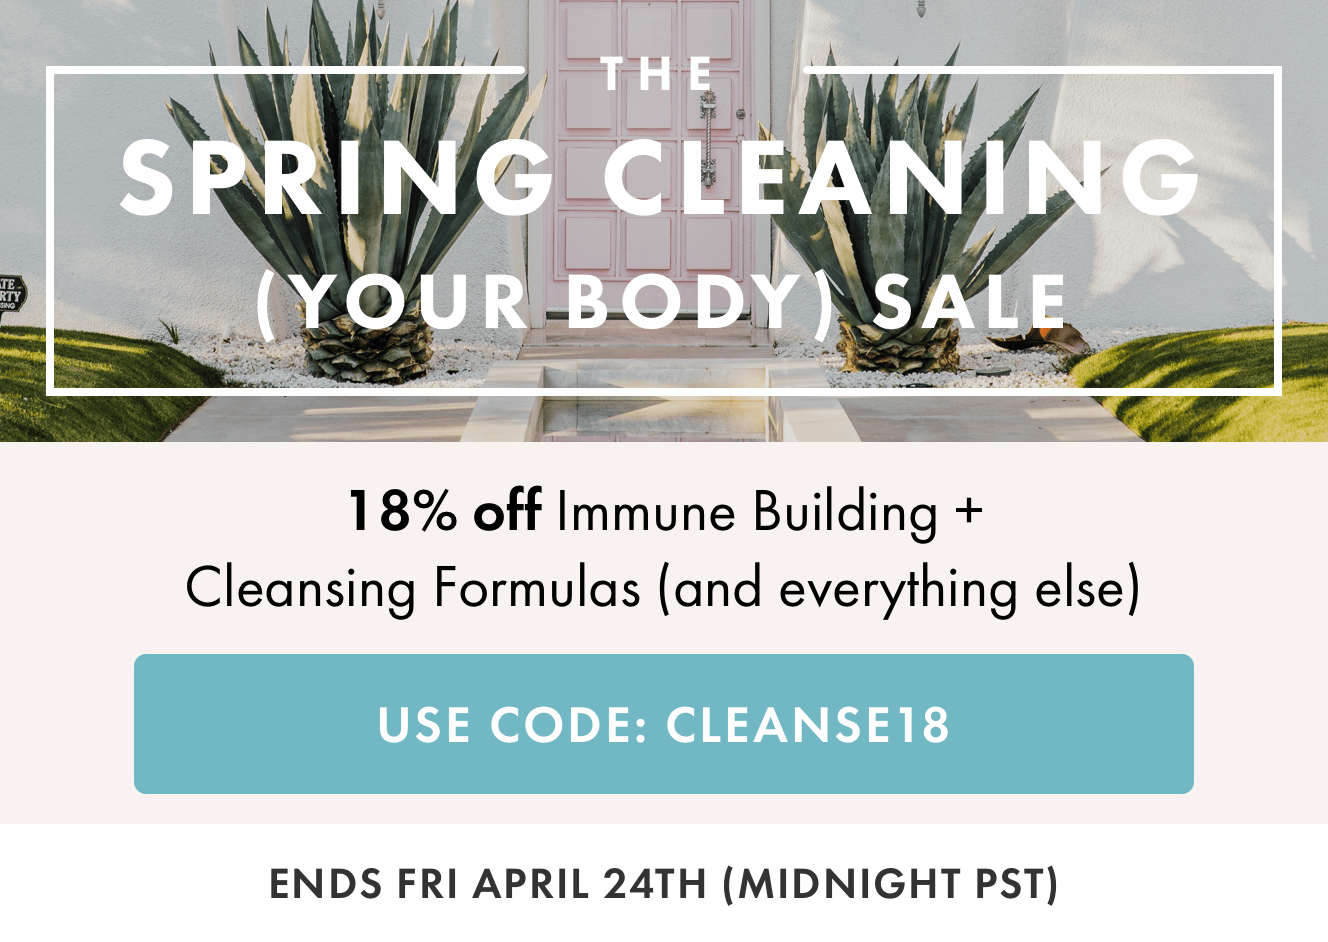 THE
SPRING CLEANING
(YOUR BODY) SALE
18% off Immune Building +
Cleansing Formulas (and everything else)
USE CODE: CLEANSE18
ENDS FRI APRIL 24TH (MIDNIGHT PST)